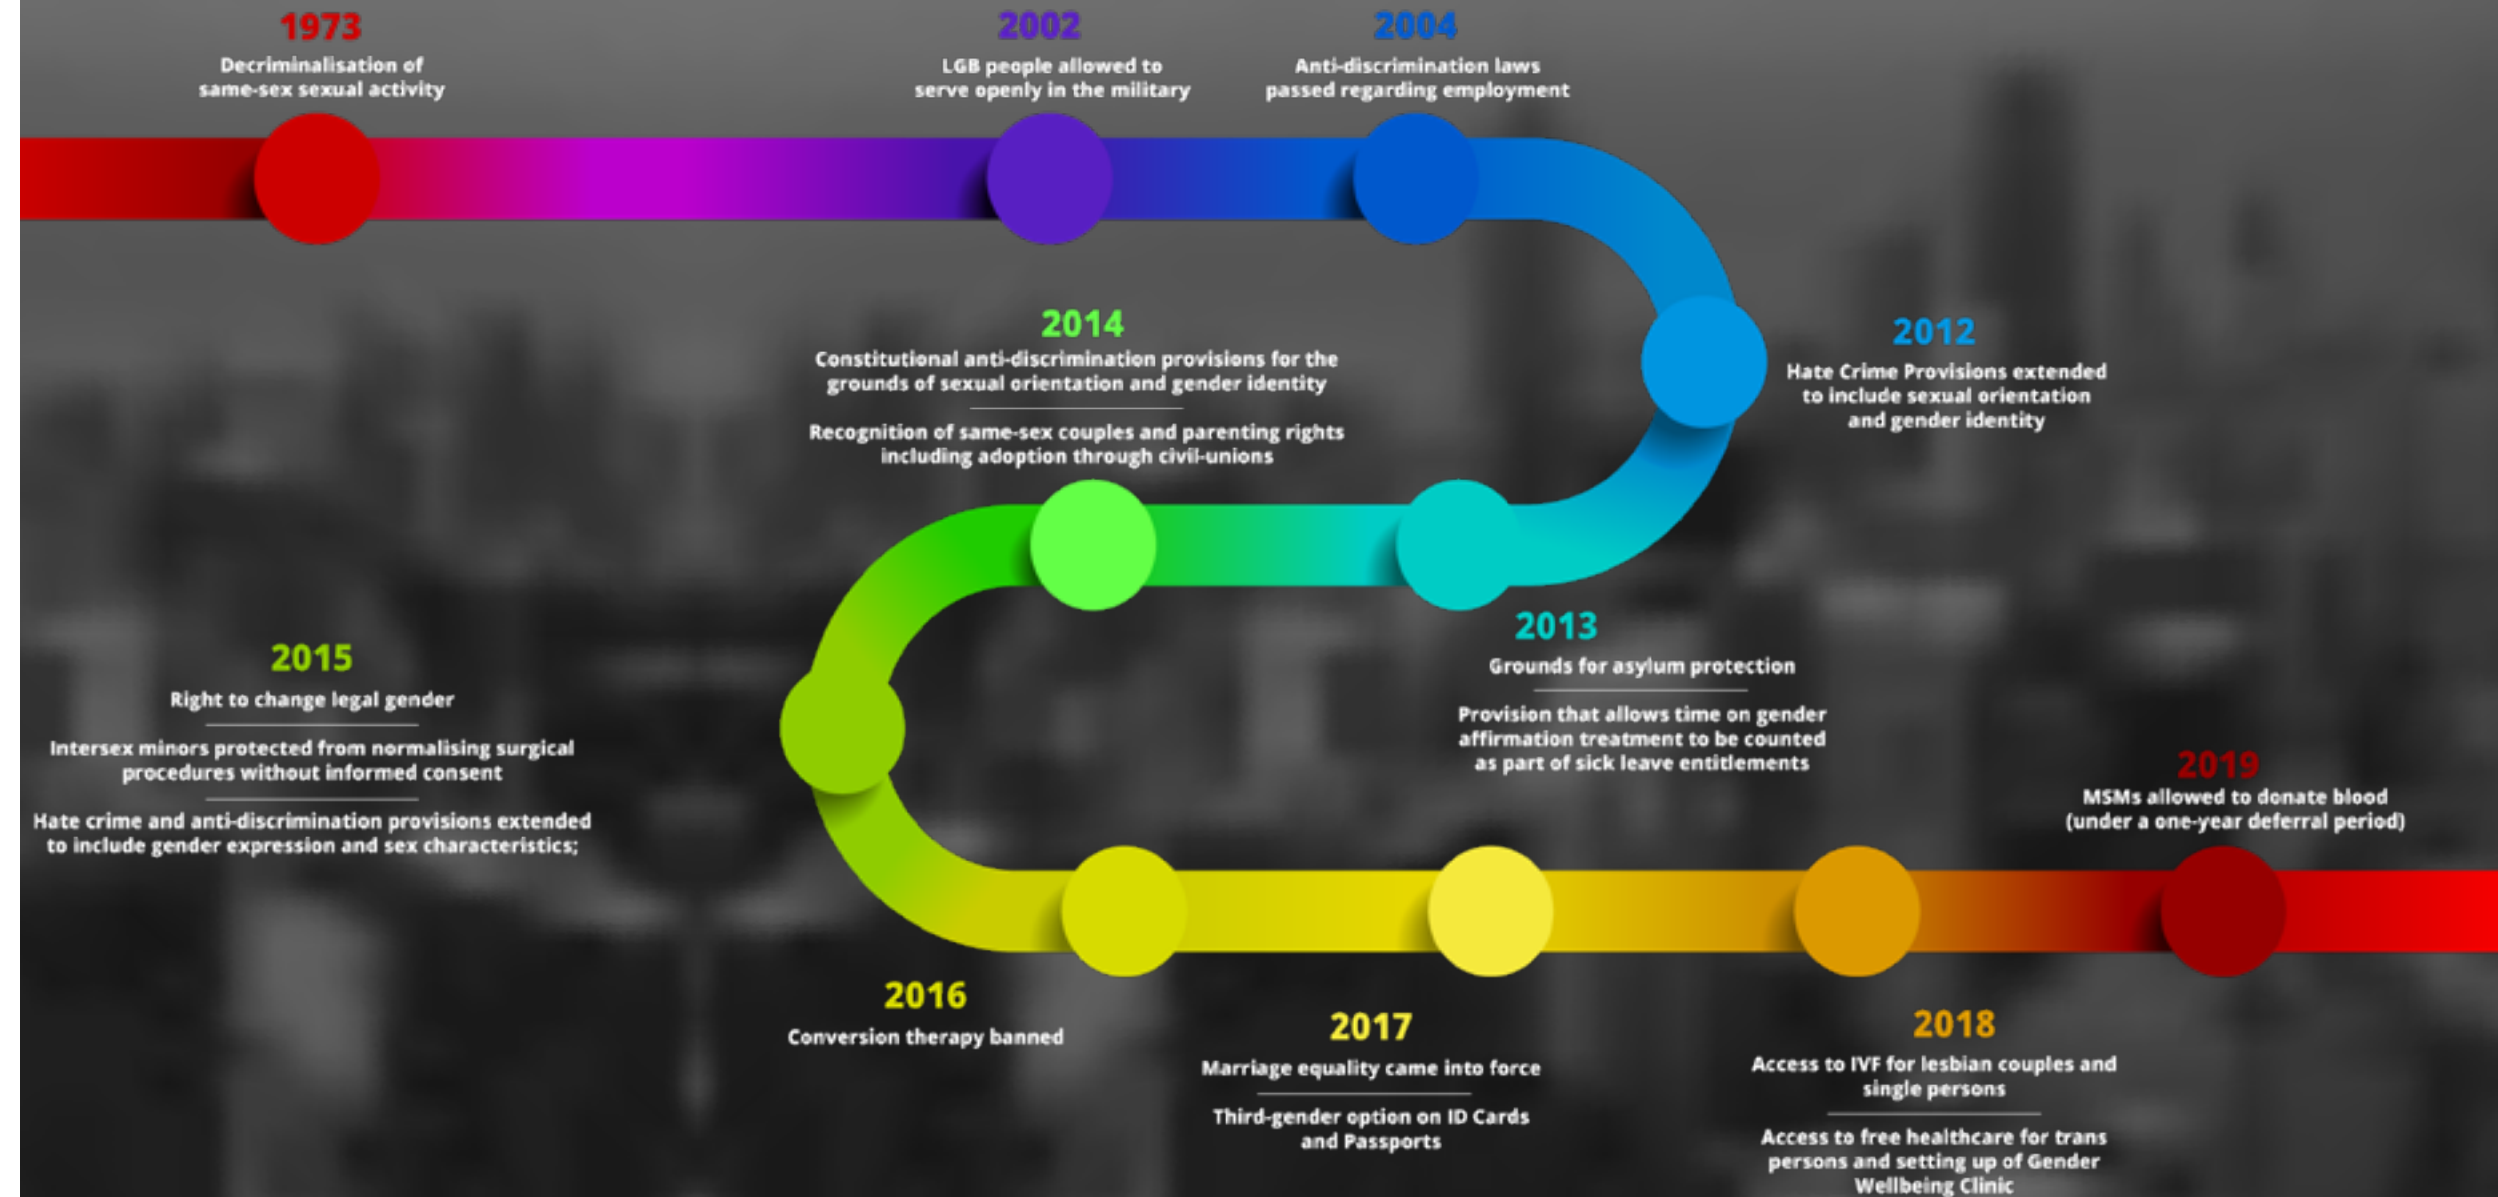 1973
Decriminalisation of
same-sex sexual activity
2002
LGB people allowed to
serve openly in the military
2004
Anti-discrimination laws
passed regarding employment
2012
Hate Crime Provisions extended
to include sexual orientation
and gender identity
2013
Grounds for asylum protection
Provision that allows time on gender
affirmation treatment to be counted
as part of sick leave entitlements
2014
Constitutional anti-discrimination provisions for the
grounds of sexual orientation and gender identity
Recognition of same-sex couples and parenting rights
including adoption through civil-unions
2015
Right to change legal gender
Intersex minors protected from normalising surgical
procedures without informed consent
Hate crime and anti-discrimination provisions extended
to include gender expression and sex characteristics;
2016
Conversion therapy banned
2017
Marriage equality came into force
Third-gender option on ID Cards
and Passports
2018
Access to IVF for lesbian couples and
single persons
Access to free healthcare for trans
persons and setting up of Gender
Wellbeing Clinic
2019
MSMs allowed to donate blood
(under a one-year deferral period)